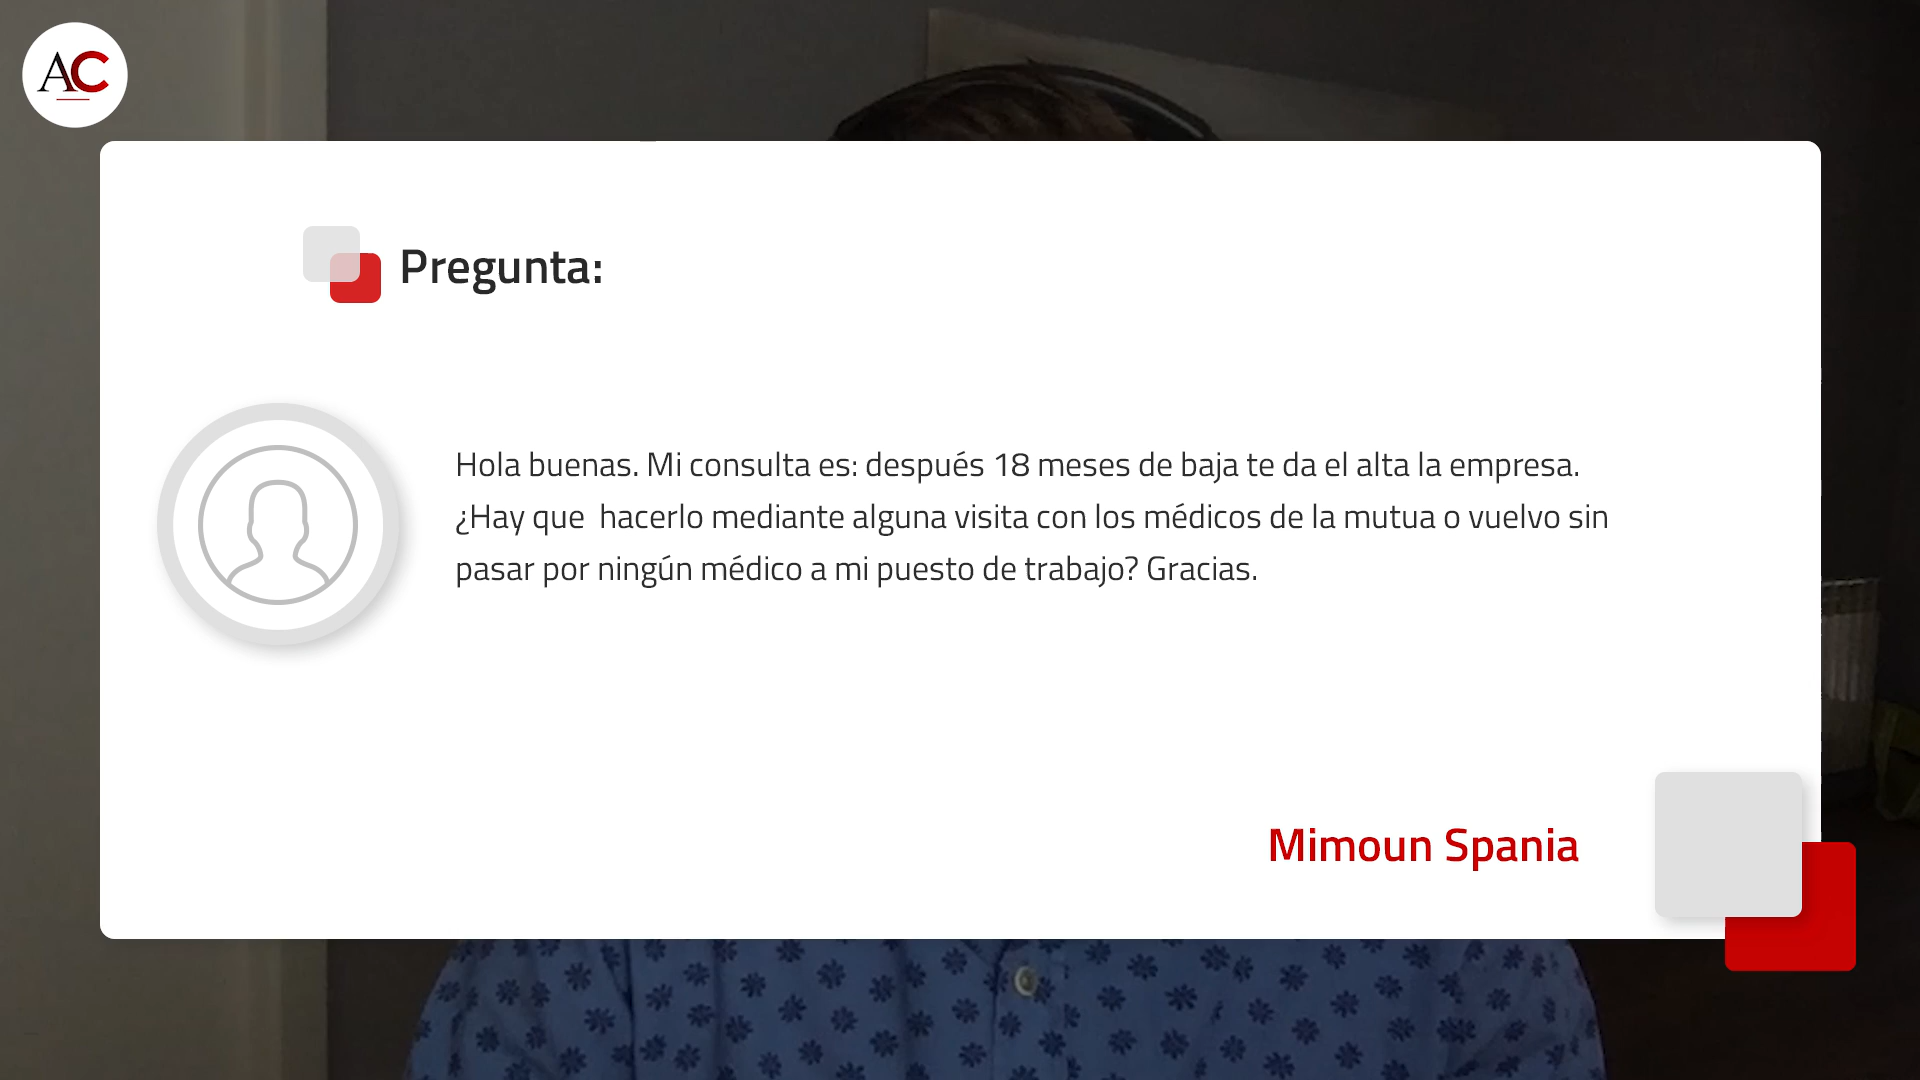 AC
Pregunta:
Hola buenas. Mi consulta es: después 18 meses de baja te da el alta la empresa.
¿Hay que  hacerlo mediante alguna visita con los médicos de la mutua o vuelvo sin
pasar por ningún médico a mi puesto de trabajo? Gracias.
Mimoun Spania